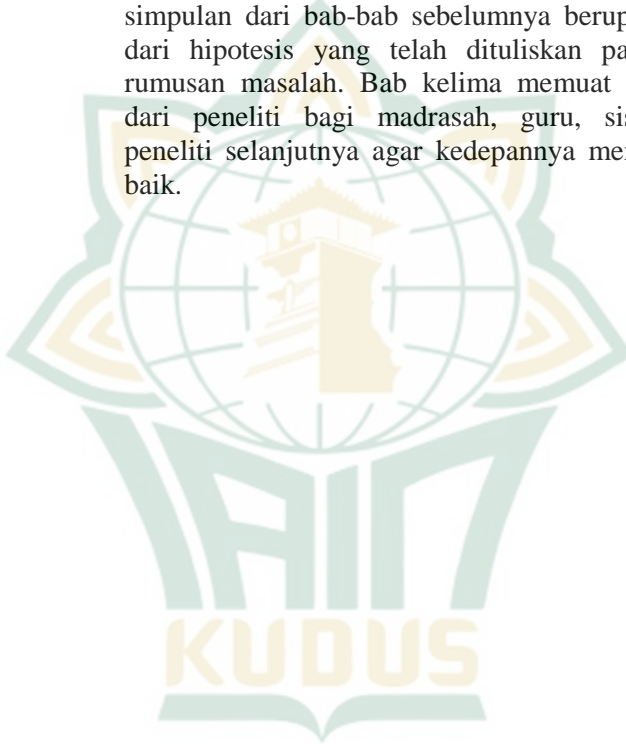 simpulan dari bab-bab sebelumnya berup
dari hipotesis yang telah dituliskan pa
rumusan masalah. Bab kelima memuat
dari peneliti bagi madrasah, guru, sis
peneliti selanjutnya agar kedepannya me
baik.
IAIN
KUDUS